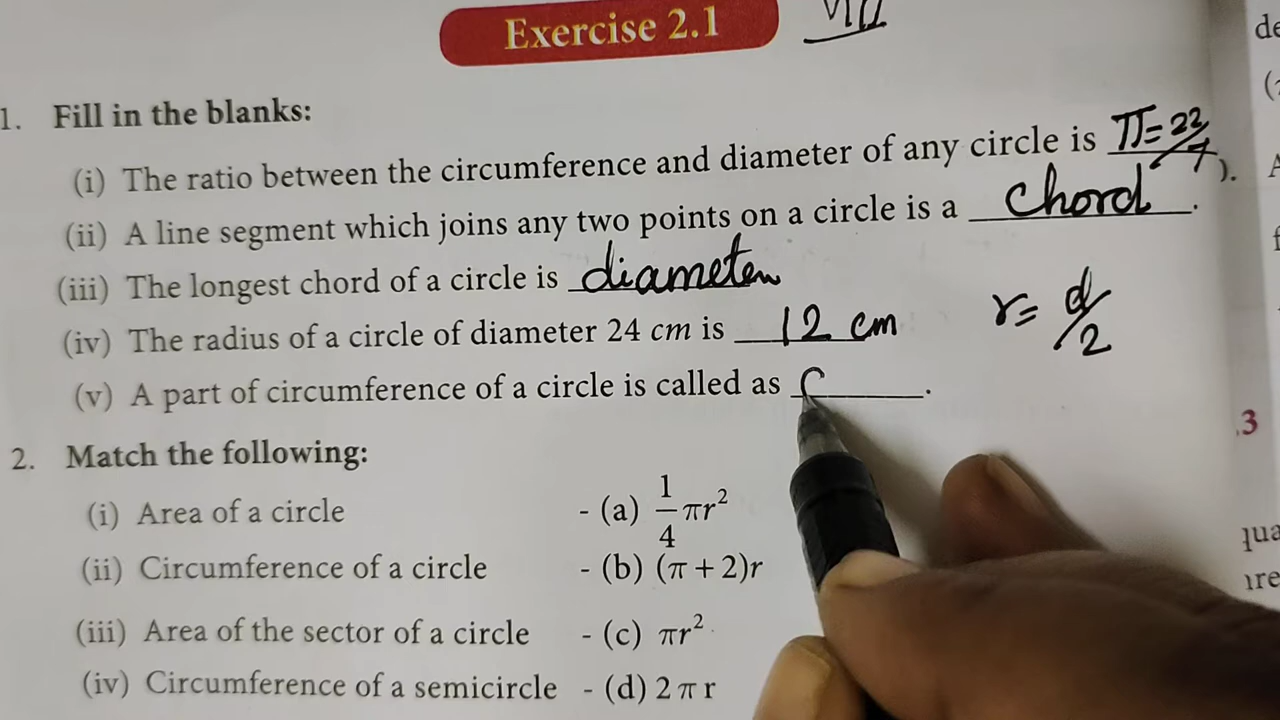 Exercise 2.1 VIII
1. Fill in the blanks:
(i) The ratio between the circumference and diameter of any circle is π=22/7
(ii) A line segment which joins any two points on a circle is a chord.
(iii) The longest chord of a circle is diameter
(iv) The radius of a circle of diameter 24 cm is 12 cm r= d/2
(v) A part of circumference of a circle is called as ______.
2. Match the following:
(i) Area of a circle - (a) 1/4 πr²
(ii) Circumference of a circle - (b) (π + 2)r
(iii) Area of the sector of a circle - (c) πr²
(iv) Circumference of a semicircle - (d) 2 π r